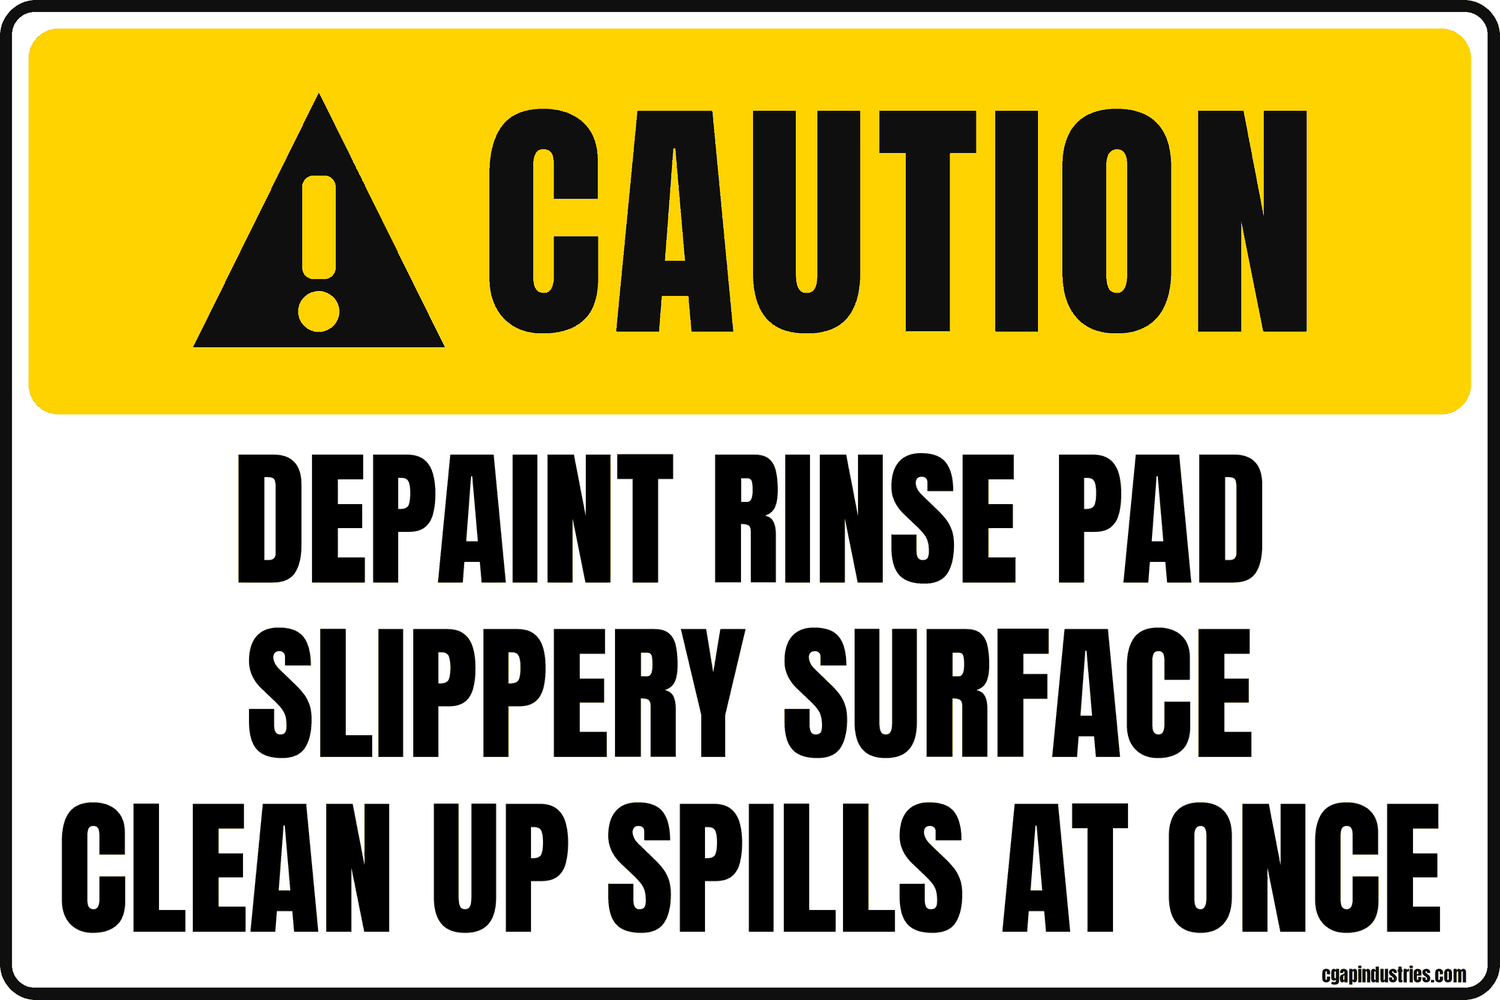 CAUTION
DEPAINT RINSE PAD
SLIPPERY SURFACE
CLEAN UP SPILLS AT ONCE
cgapindustries.com